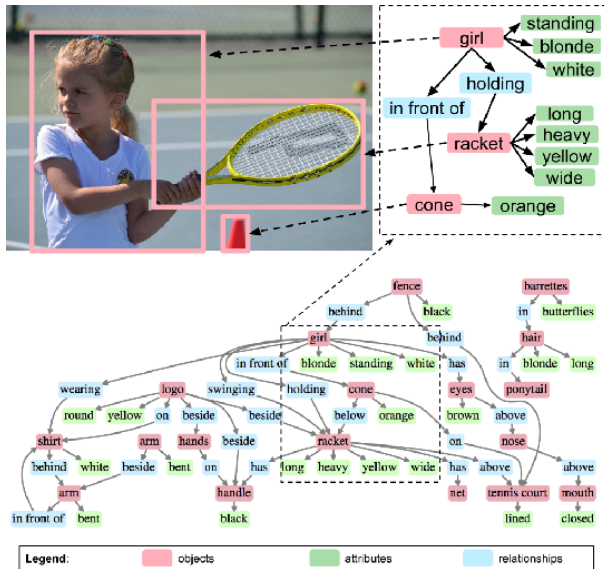 girl
standing
blonde
white
holding
in front of
long
racket
heavy
yellow
wide
cone
orange
fence
barrettes
behind
black
in
butterflies
girl
behind
hair
in front of
blonde
standing
white
has
in
blonde
long
wearing
logo
swinging
holding
cone
eyes
ponytail
round
yellow
on
beside
beside
below
orange
brown
above
shirt
arm
hands
beside
racket
on
nose
behind
white
beside
bent
on
has
long
heavy
yellow
wide
has
above
above
arm
handle
net
tennis court
mouth
in front of
bent
black
lined
closed
Legend:
objects
attributes
relationships